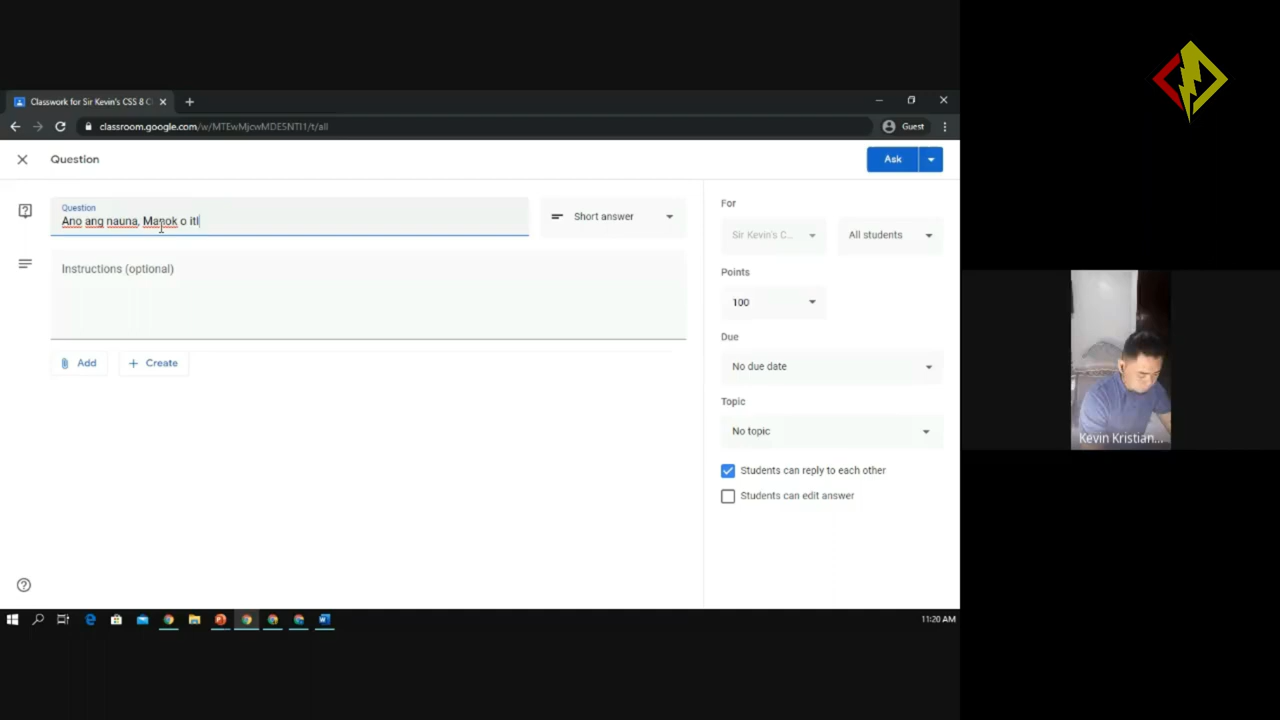 Classwork for Sir Kevin's CSS 8 C
classroom.google.com/w/MTEwMjcwMDE5NTI1/t/all
Guest
Question
Ask
Question
Ano ang nauna, Manok o itl
Short answer
Instructions (optional)
Add
Create
For
Sir Kevin's C...
All students
Points
100
Due
No due date
Topic
No topic
Students can reply to each other
Students can edit answer
Kevin Kristian...
11:20 AM